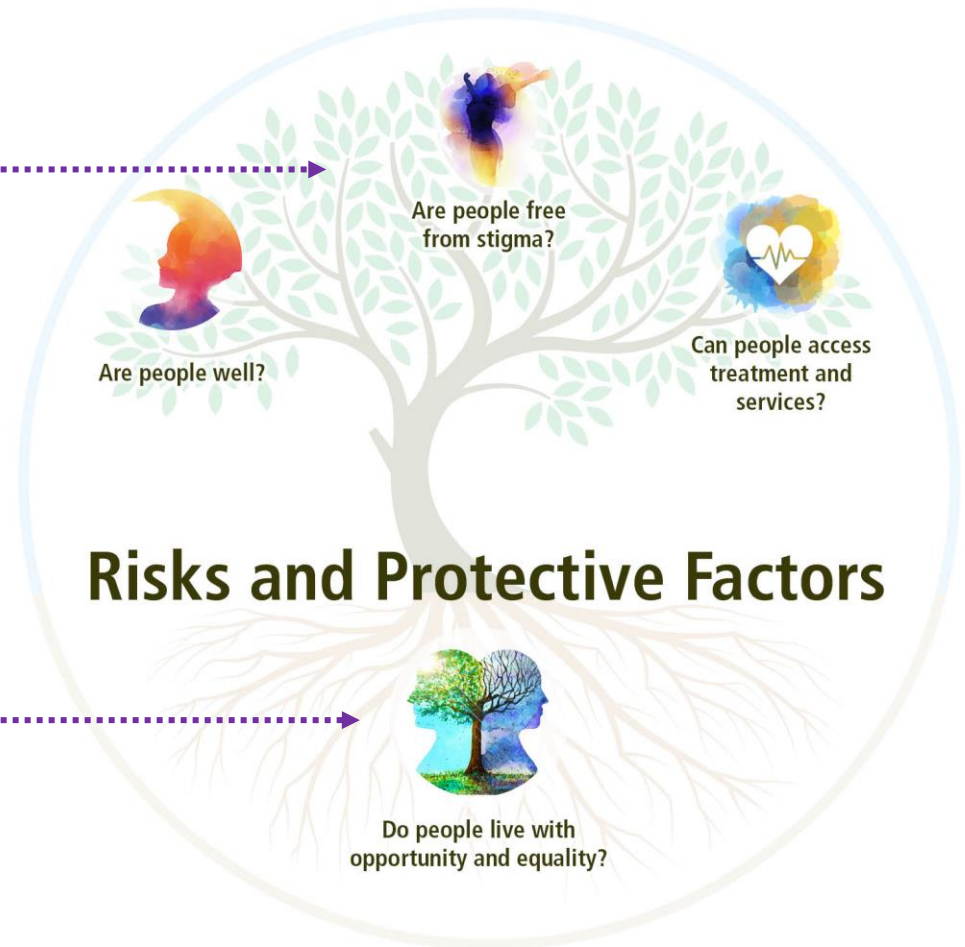 Are people free
from stigma?
Are people well?
Can people access
treatment and
services?
Risks and Protective Factors
Do people live with
opportunity and equality?